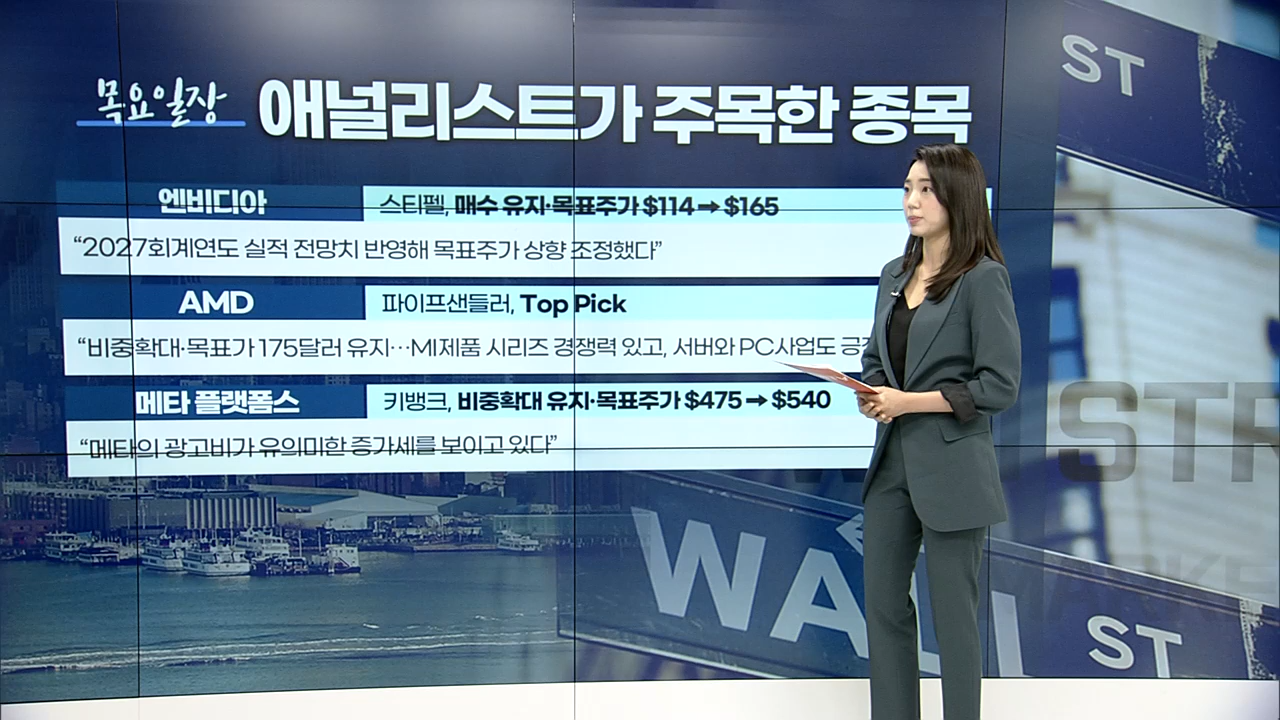 목요일장 애널리스트가 주목한 종목
엔비디아 스티펠, 매수 유지·목표주가 $114 → $165
“2027회계연도 실적 전망치 반영해 목표주가 상향 조정했다”
AMD 파이프샌들러, Top Pick
“비중확대·목표가 175달러 유지…MI제품 시리즈 경쟁력 있고, 서버와 PC사업도
메타 플랫폼스 키뱅크, 비중확대 유지·목표주가 $475 → $540
“메타의 광고비가 유의미한 증가세를 보이고 있다”
ST
STR
WALL ST